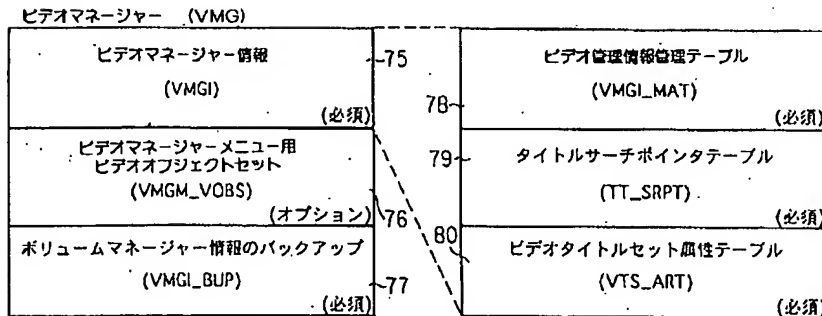 ビデオマネージャー (VMG)
ビデオマネージャー情報
(VMGI)
(必須)
75
ビデオマネージャーメニュー用
ビデオオブジェクトセット
(VMGM_VOBS)
(オプション)
76
ボリュームマネージャー情報のバックアップ
(VMGI_BUP)
(必須)
77
ビデオ管理情報管理テーブル
(VMGI_MAT)
(必須)
78
タイトルサーチポインタテーブル
(TT_SRPT)
(必須)
79
ビデオタイトルセット属性テーブル
(VTS_ART)
(必須)
80